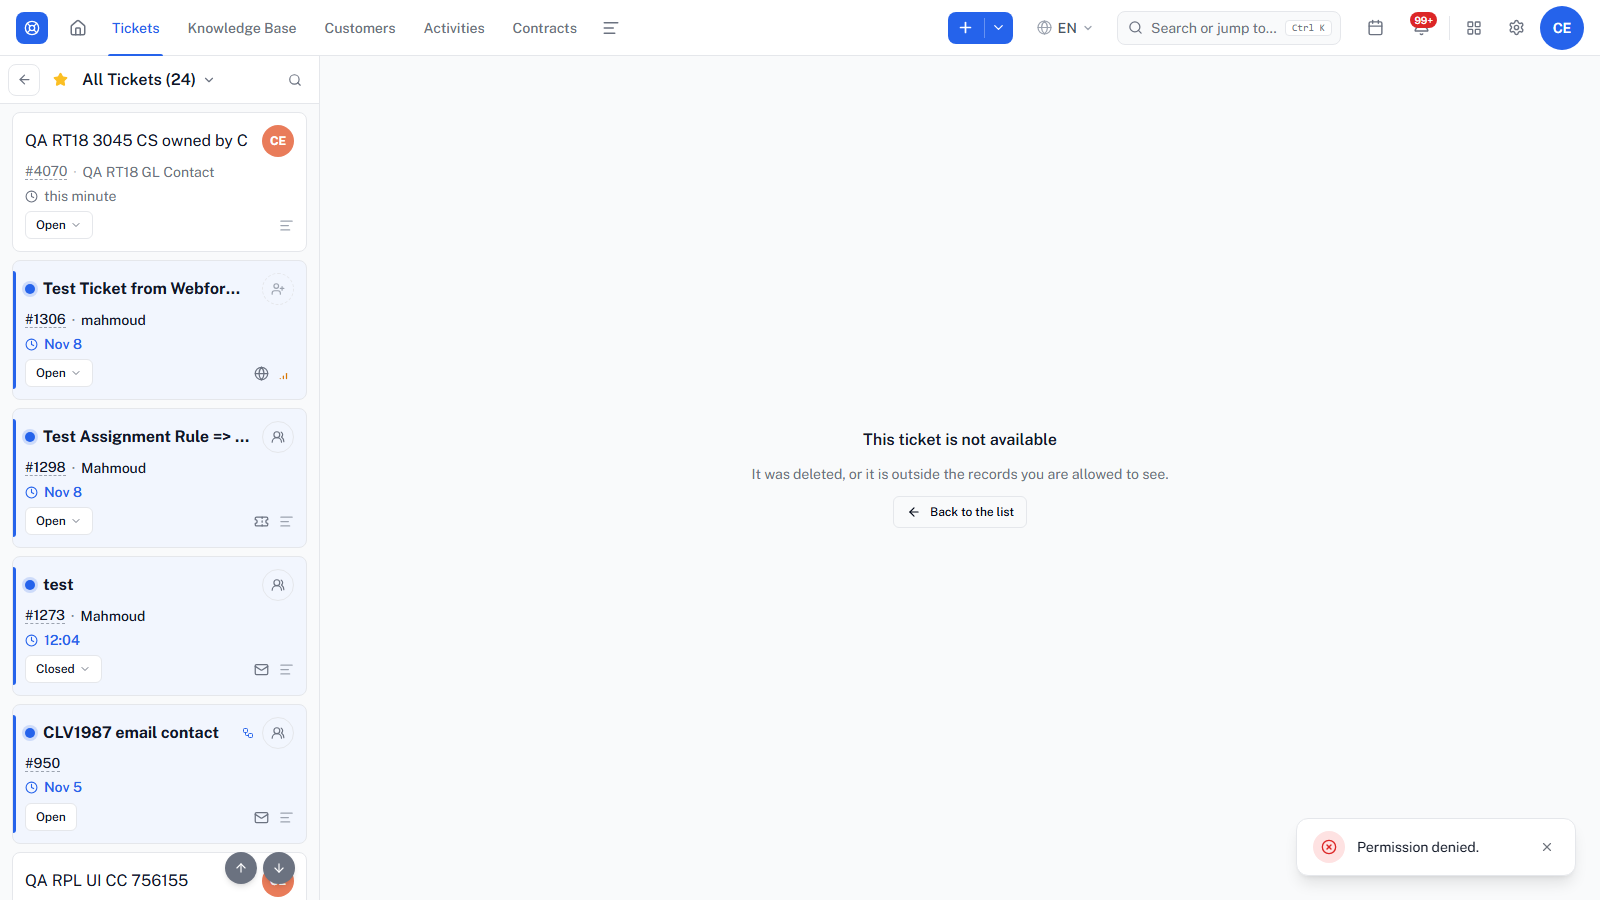 Tickets
Knowledge Base
Customers
Activities
Contracts
EN
Search or jump to...
Ctrl K
99+
CE
All Tickets (24)
QA RT18 3045 CS owned by C
CE
#4070 · QA RT18 GL Contact
this minute
Open
Test Ticket from Webfor...
#1306 · mahmoud
Nov 8
Open
Test Assignment Rule => ...
#1298 · Mahmoud
Nov 8
Open
test
#1273 · Mahmoud
12:04
Closed
CLV1987 email contact
#950
Nov 5
Open
QA RPL UI CC 756155
This ticket is not available
It was deleted, or it is outside the records you are allowed to see.
Back to the list
Permission denied.